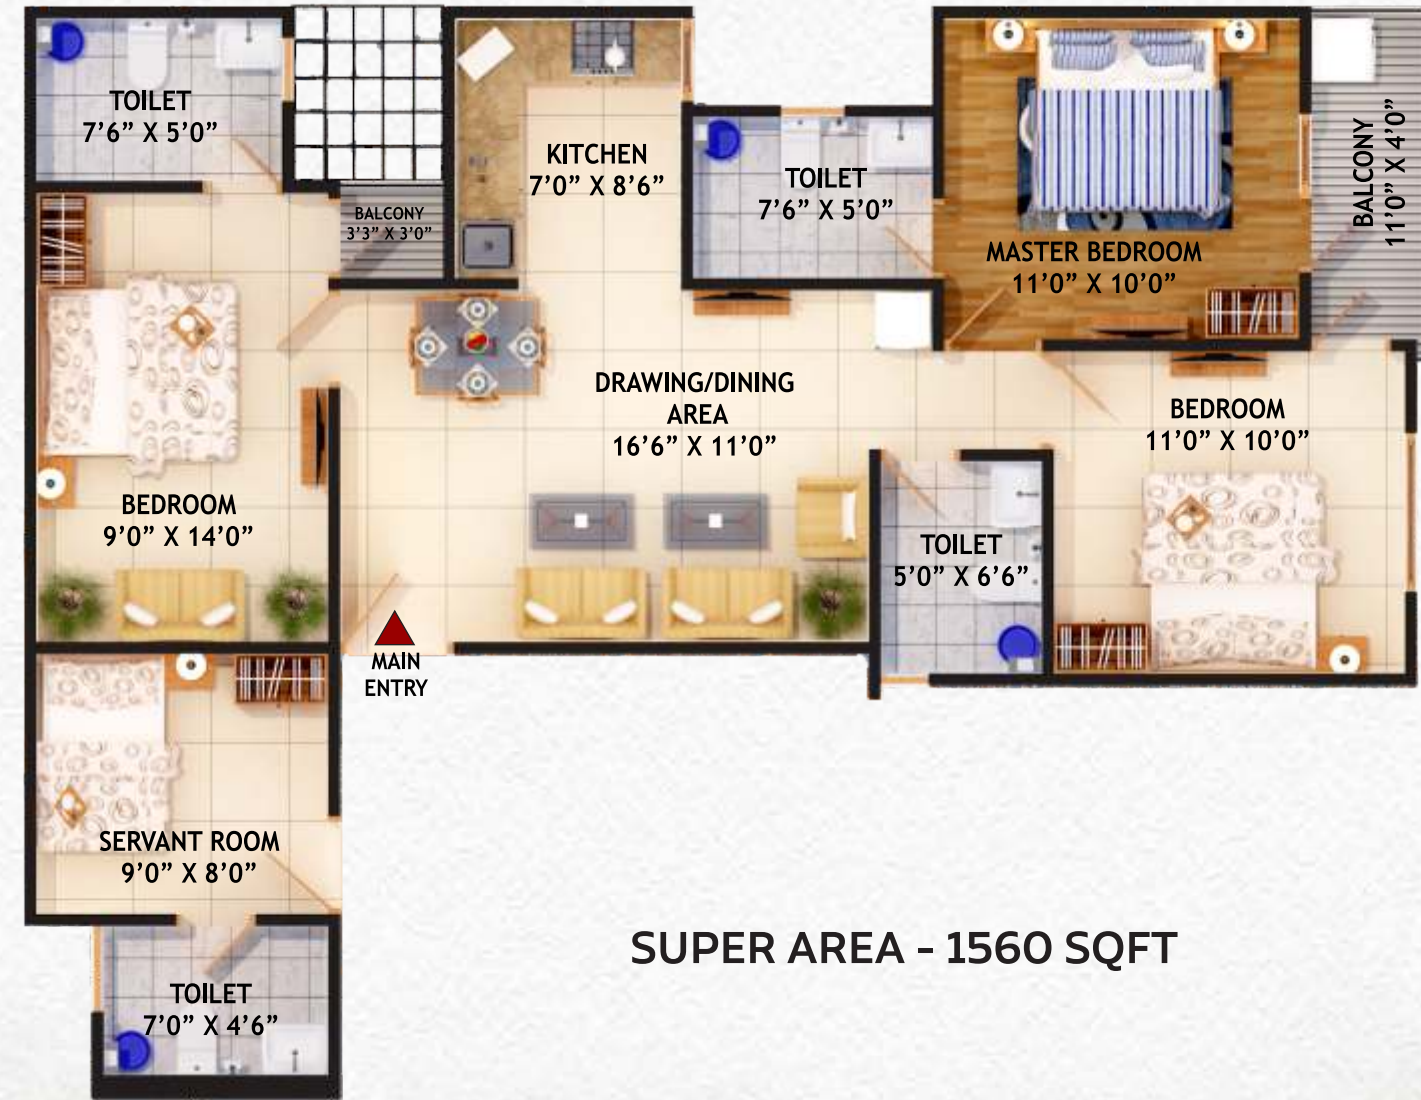 TOILET
7’6” X 5’0”
BALCONY
3’3” X 3’0”
KITCHEN
7’0” X 8’6”
TOILET
7’6” X 5’0”
MASTER BEDROOM
11’0” X 10’0”
BALCONY
11’0” X 4’0”
DRAWING/DINING
AREA
16’6” X 11’0”
BEDROOM
11’0” X 10’0”
BEDROOM
9’0” X 14’0”
TOILET
5’0” X 6’6”
MAIN
ENTRY
SERVANT ROOM
9’0” X 8’0”
TOILET
7’0” X 4’6”
SUPER AREA - 1560 SQFT